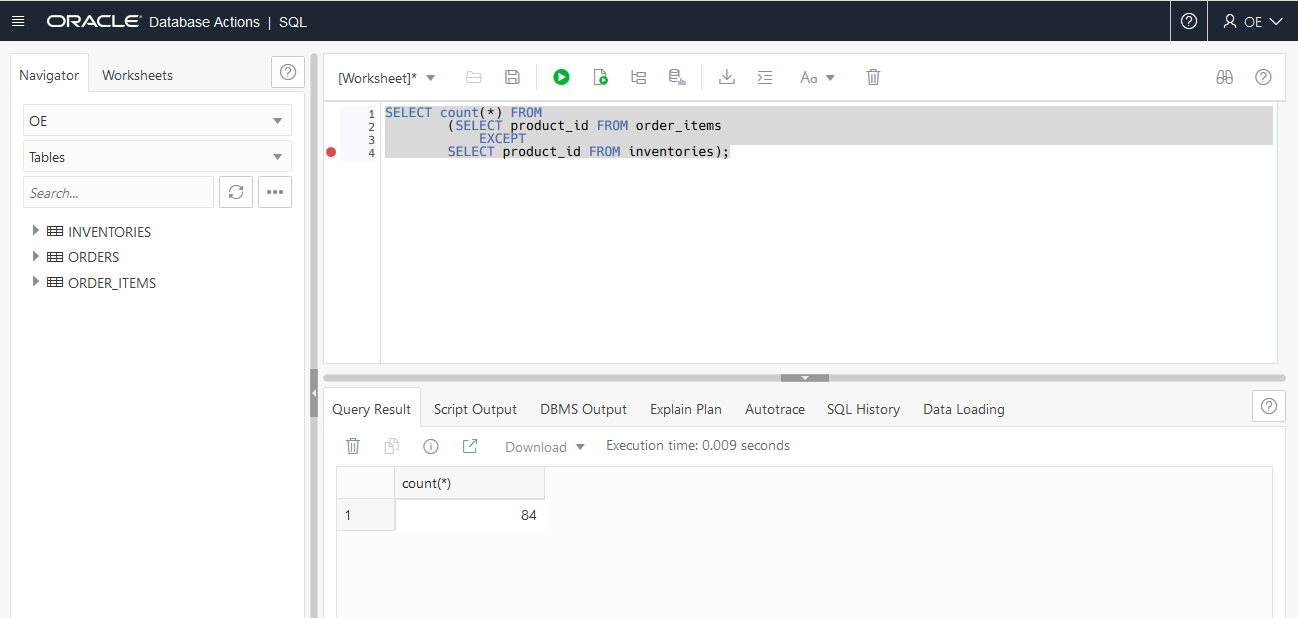 ORACLE Database Actions | SQL
OE
Navigator
Worksheets
OE
Tables
Search...
INVENTORIES
ORDERS
ORDER_ITEMS
[Worksheet]*
Aa
1 SELECT count(*) FROM
2 (SELECT product_id FROM order_items
3 EXCEPT
4 SELECT product_id FROM inventories);
Query Result
Script Output
DBMS Output
Explain Plan
Autotrace
SQL History
Data Loading
Download
Execution time: 0.009 seconds
count(*)
1 84